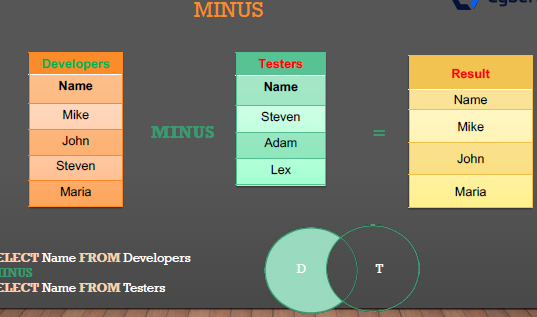 MINUS
Developers
Name
Mike
John
Steven
Maria
MINUS
Testers
Name
Steven
Adam
Lex
=
Result
Name
Mike
John
Maria
ELECT Name FROM Developers
MINUS
ELECT Name FROM Testers
D
T